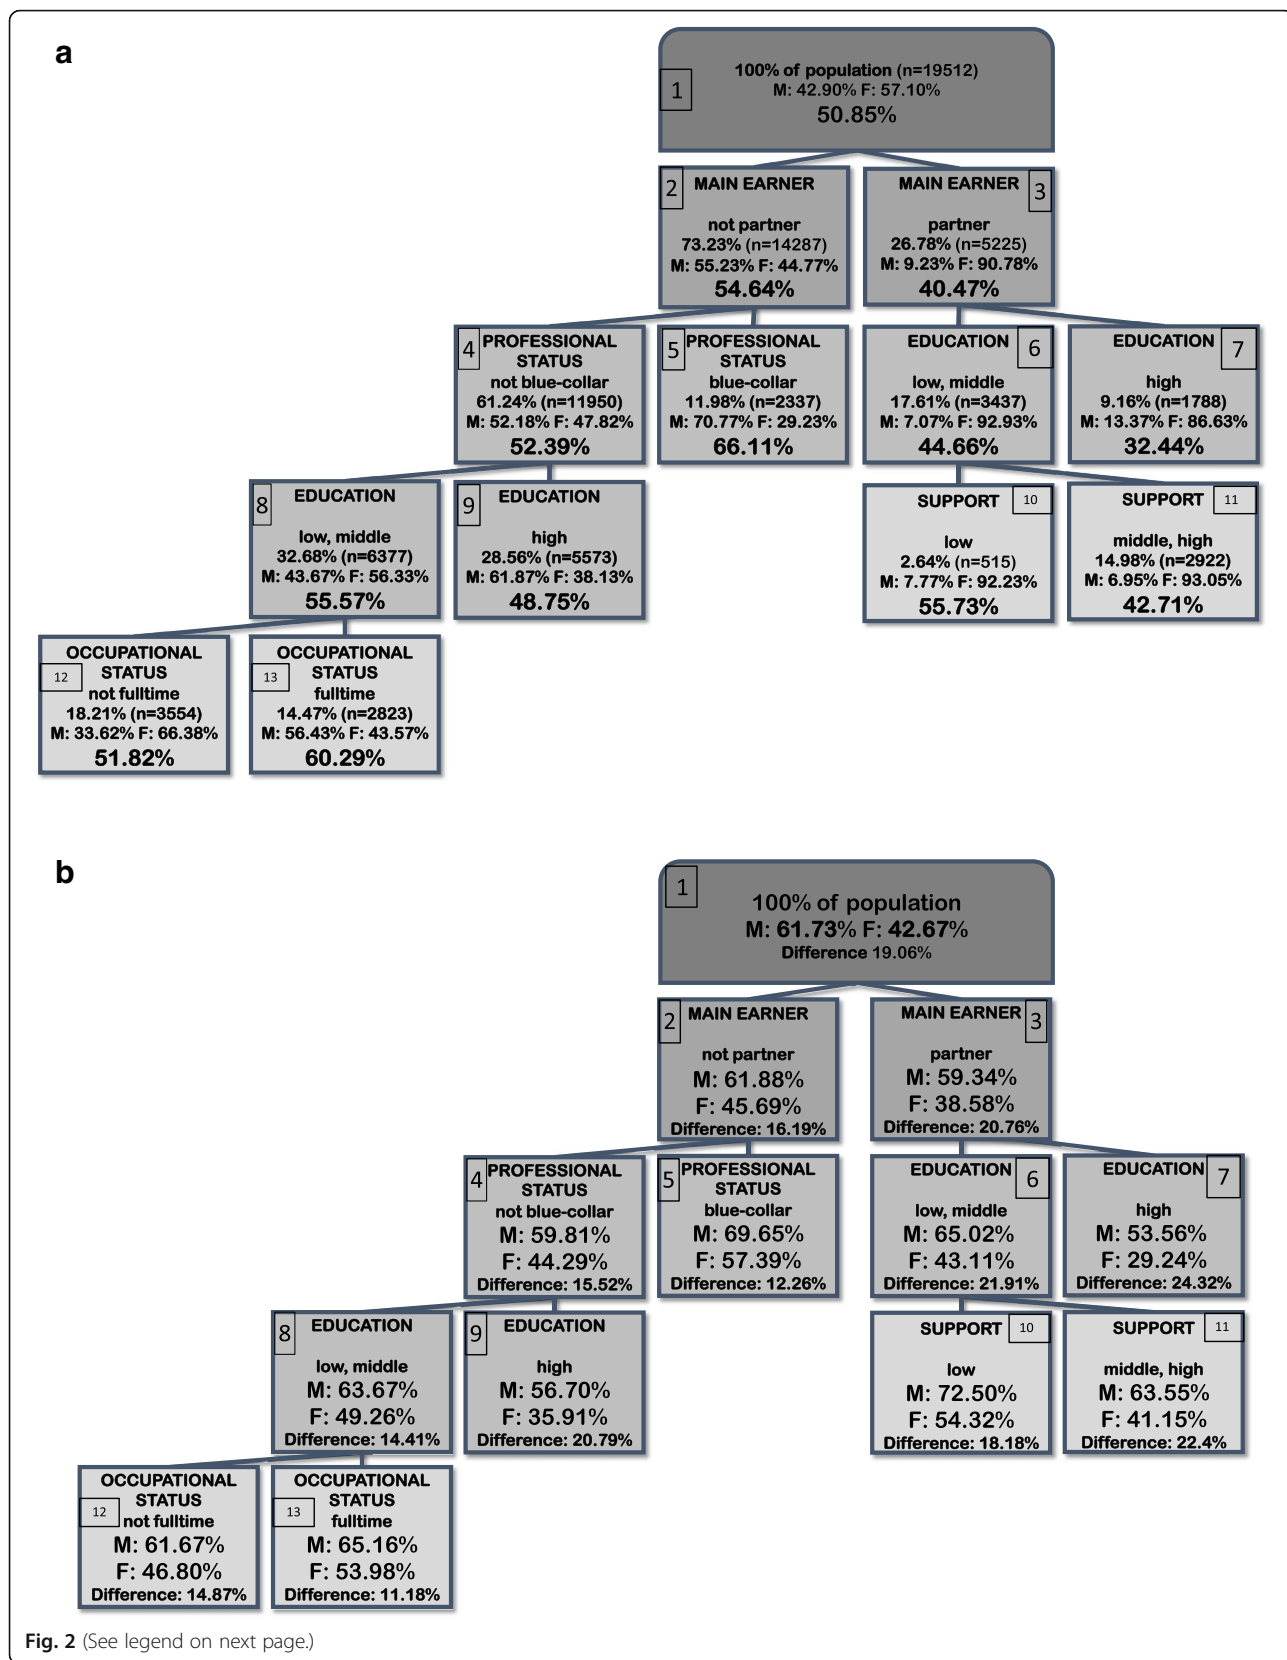 a
1
100% of population (n=19512)
M: 42.90% F: 57.10%
50.85%
2
MAIN EARNER
not partner
73.23% (n=14287)
M: 55.23% F: 44.77%
54.64%
MAIN EARNER
3
partner
26.78% (n=5225)
M: 9.23% F: 90.78%
40.47%
4
PROFESSIONAL
STATUS
not blue-collar
61.24% (n=11950)
M: 52.18% F: 47.82%
52.39%
5
PROFESSIONAL
STATUS
blue-collar
11.98% (n=2337)
M: 70.77% F: 29.23%
66.11%
EDUCATION
6
low, middle
17.61% (n=3437)
M: 7.07% F: 92.93%
44.66%
EDUCATION
7
high
9.16% (n=1788)
M: 13.37% F: 86.63%
32.44%
8
EDUCATION
low, middle
32.68% (n=6377)
M: 43.67% F: 56.33%
55.57%
9
EDUCATION
high
28.56% (n=5573)
M: 61.87% F: 38.13%
48.75%
SUPPORT
10
low
2.64% (n=515)
M: 7.77% F: 92.23%
55.73%
SUPPORT
11
middle, high
14.98% (n=2922)
M: 6.95% F: 93.05%
42.71%
OCCUPATIONAL
STATUS
12
not fulltime
18.21% (n=3554)
M: 33.62% F: 66.38%
51.82%
OCCUPATIONAL
STATUS
13
fulltime
14.47% (n=2823)
M: 56.43% F: 43.57%
60.29%
b
1
100% of population
M: 61.73% F: 42.67%
Difference 19.06%
2
MAIN EARNER
not partner
M: 61.88%
F: 45.69%
Difference: 16.19%
MAIN EARNER
3
partner
M: 59.34%
F: 38.58%
Difference: 20.76%
4
PROFESSIONAL
STATUS
not blue-collar
M: 59.81%
F: 44.29%
Difference: 15.52%
5
PROFESSIONAL
STATUS
blue-collar
M: 69.65%
F: 57.39%
Difference: 12.26%
EDUCATION
6
low, middle
M: 65.02%
F: 43.11%
Difference: 21.91%
EDUCATION
7
high
M: 53.56%
F: 29.24%
Difference: 24.32%
8
EDUCATION
low, middle
M: 63.67%
F: 49.26%
Difference: 14.41%
9
EDUCATION
high
M: 56.70%
F: 35.91%
Difference: 20.79%
SUPPORT
10
low
M: 72.50%
F: 54.32%
Difference: 18.18%
SUPPORT
11
middle, high
M: 63.55%
F: 41.15%
Difference: 22.4%
OCCUPATIONAL
STATUS
12
not fulltime
M: 61.67%
F: 46.80%
Difference: 14.87%
OCCUPATIONAL
STATUS
13
fulltime
M: 65.16%
F: 53.98%
Difference: 11.18%
Fig. 2 (See legend on next page.)